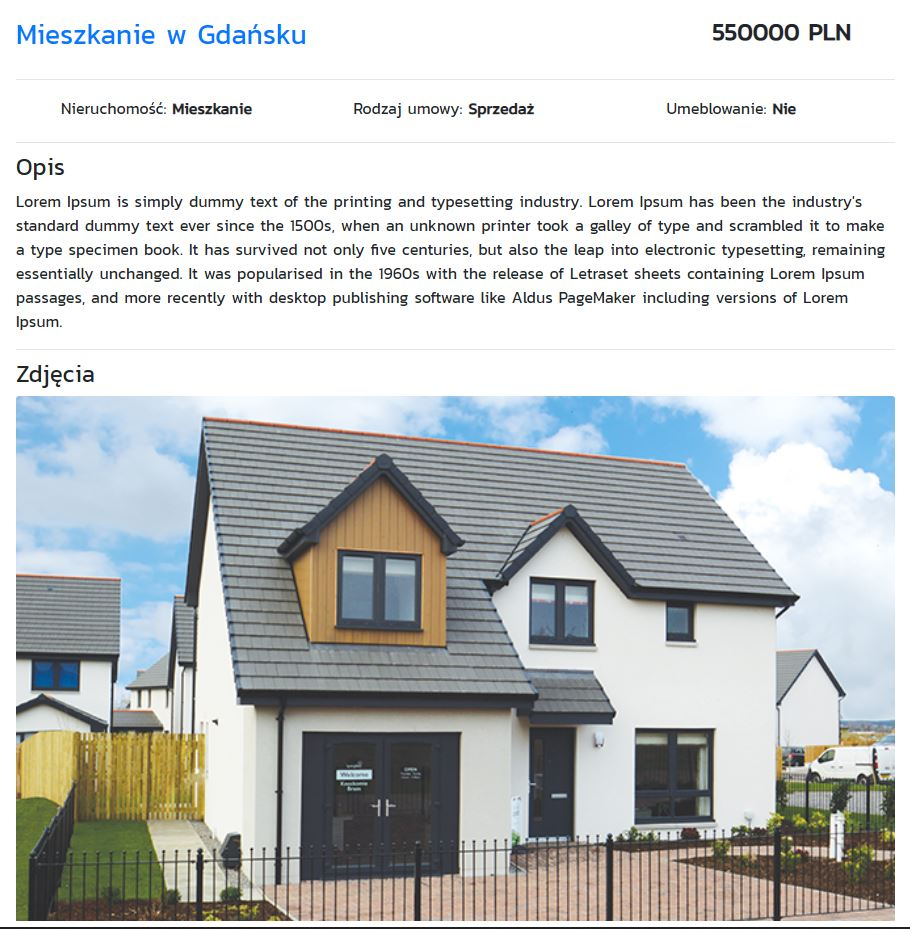 Mieszkanie w Gdańsku
550000 PLN
Nieruchomość: Mieszkanie
Rodzaj umowy: Sprzedaż
Umeblowanie: Nie
Opis
Lorem Ipsum is simply dummy text of the printing and typesetting industry. Lorem Ipsum has been the industry's
standard dummy text ever since the 1500s, when an unknown printer took a galley of type and scrambled it to make
a type specimen book. It has survived not only five centuries, but also the leap into electronic typesetting, remaining
essentially unchanged. It was popularised in the 1960s with the release of Letraset sheets containing Lorem Ipsum
passages, and more recently with desktop publishing software like Aldus PageMaker including versions of Lorem
Ipsum.
Zdjęcia
Welcome
OPEN